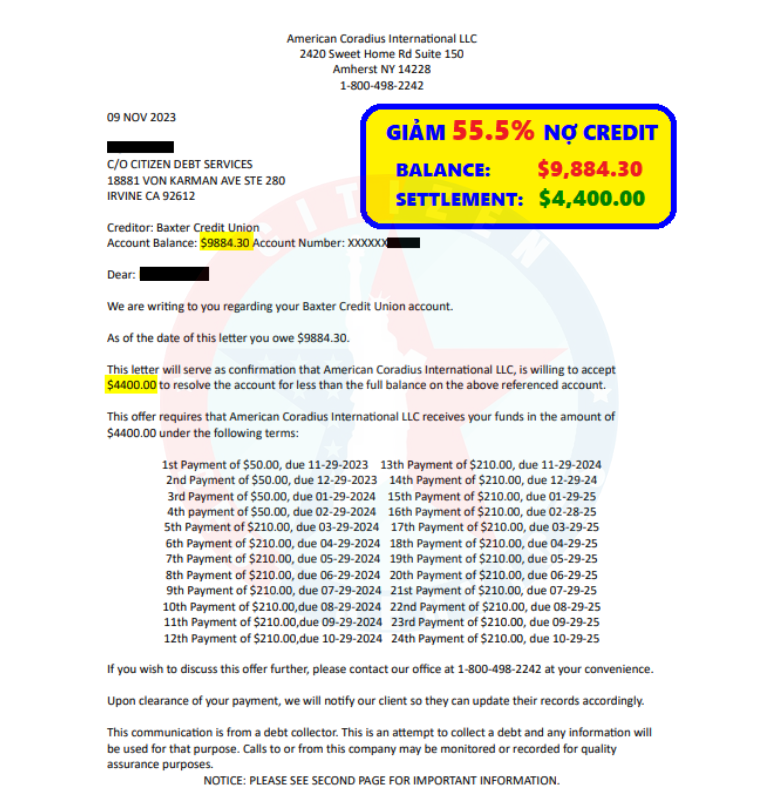 American Coradius International LLC
2420 Sweet Home Rd Suite 150
Amherst NY 14228
1-800-498-2242
09 NOV 2023
GIẢM 55.5% NỢ CREDIT
BALANCE: $9,884.30
SETTLEMENT: $4,400.00
C/O CITIZEN DEBT SERVICES
18881 VON KARMAN AVE STE 280
IRVINE CA 92612
Creditor: Baxter Credit Union
Account Balance: $9884.30 Account Number: XXXXXX
Dear:
We are writing to you regarding your Baxter Credit Union account.
As of the date of this letter you owe $9884.30.
This letter will serve as confirmation that American Coradius International LLC, is willing to accept
$4400.00 to resolve the account for less than the full balance on the above referenced account.
This offer requires that American Coradius International LLC receives your funds in the amount of
$4400.00 under the following terms:
1st Payment of $50.00, due 11-29-2023 13th Payment of $210.00, due 11-29-2024
2nd Payment of $50.00, due 12-29-2023 14th Payment of $210.00, due 12-29-24
3rd Payment of $50.00, due 01-29-2024 15th Payment of $210.00, due 01-29-25
4th payment of $50.00, due 02-29-2024 16th Payment of $210.00, due 02-28-25
5th Payment of $210.00, due 03-29-2024 17th Payment of $210.00, due 03-29-25
6th Payment of $210.00, due 04-29-2024 18th Payment of $210.00, due 04-29-25
7th Payment of $210.00, due 05-29-2024 19th Payment of $210.00, due 05-29-25
8th Payment of $210.00, due 06-29-2024 20th Payment of $210.00, due 06-29-25
9th Payment of $210.00, due 07-29-2024 21st Payment of $210.00, due 07-29-25
10th Payment of $210.00,due 08-29-2024 22nd Payment of $210.00, due 08-29-25
11th Payment of $210.00,due 09-29-2024 23rd Payment of $210.00, due 09-29-25
12th Payment of $210.00,due 10-29-2024 24th Payment of $210.00, due 10-29-25
If you wish to discuss this offer further, please contact our office at 1-800-498-2242 at your convenience.
Upon clearance of your payment, we will notify our client so they can update their records accordingly.
This communication is from a debt collector. This is an attempt to collect a debt and any information will
be used for that purpose. Calls to or from this company may be monitored or recorded for quality
assurance purposes.
NOTICE: PLEASE SEE SECOND PAGE FOR IMPORTANT INFORMATION.
CITIZEN